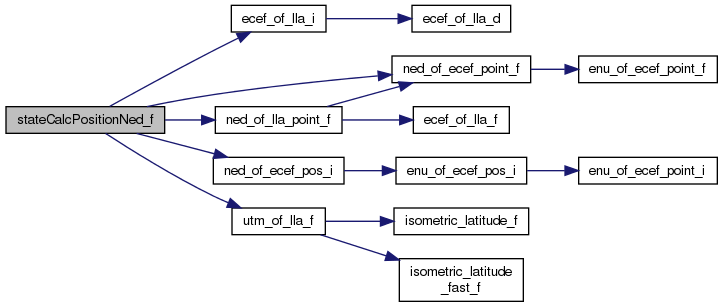 stateCalcPositionNed_f
ecef_of_lla_i
ecef_of_lla_d
ned_of_ecef_point_f
enu_of_ecef_point_f
ned_of_lla_point_f
ecef_of_lla_f
ned_of_ecef_pos_i
enu_of_ecef_pos_i
enu_of_ecef_point_i
utm_of_lla_f
isometric_latitude_f
isometric_latitude
_fast_f